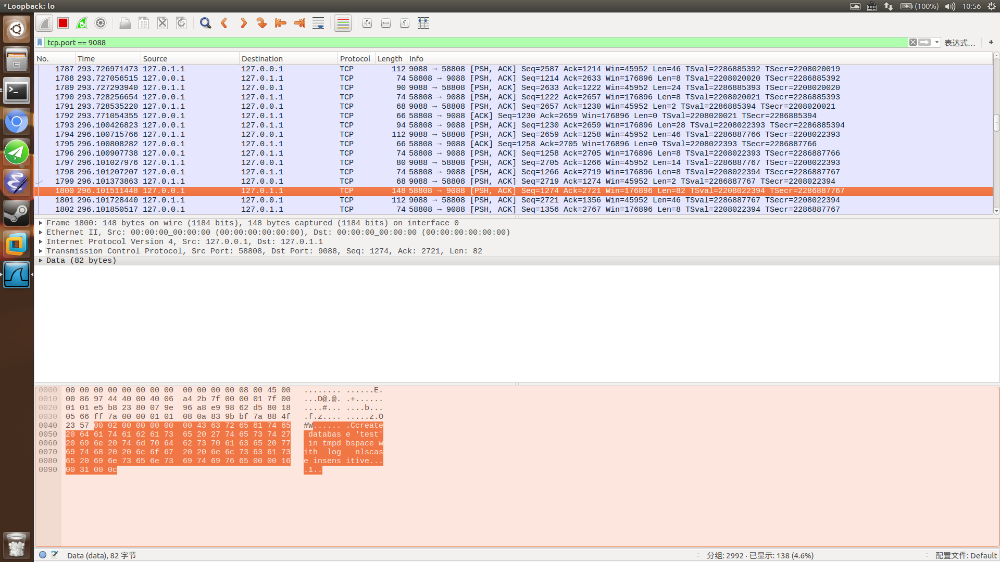 *Loopback: lo
(100%)
10:56
tcp.port == 9088
表达式…
+
No. Time Source Destination Protocol Length Info
1787 293.726971473 127.0.1.1 127.0.0.1 TCP 112 9088 → 58808 [PSH, ACK] Seq=2587 Ack=1214 Win=45952 Len=46 TSval=2286885392 TSecr=2208020019
1788 293.727056515 127.0.0.1 127.0.1.1 TCP 74 58808 → 9088 [PSH, ACK] Seq=1214 Ack=2633 Win=176896 Len=8 TSval=2208020020 TSecr=2286885392
1789 293.727293940 127.0.1.1 127.0.0.1 TCP 90 9088 → 58808 [PSH, ACK] Seq=2633 Ack=1222 Win=45952 Len=24 TSval=2286885393 TSecr=2208020020
1790 293.728256654 127.0.0.1 127.0.1.1 TCP 74 58808 → 9088 [PSH, ACK] Seq=1222 Ack=2657 Win=176896 Len=8 TSval=2208020021 TSecr=2286885393
1791 293.728535220 127.0.1.1 127.0.0.1 TCP 68 9088 → 58808 [PSH, ACK] Seq=2657 Ack=1230 Win=45952 Len=2 TSval=2286885394 TSecr=2208020021
1792 293.771054355 127.0.0.1 127.0.1.1 TCP 66 58808 → 9088 [ACK] Seq=1230 Ack=2659 Win=176896 Len=0 TSval=2208020021 TSecr=2286885394
1793 296.100426823 127.0.0.1 127.0.1.1 TCP 94 58808 → 9088 [PSH, ACK] Seq=1230 Ack=2659 Win=176896 Len=28 TSval=2208022393 TSecr=2286885394
1794 296.100715766 127.0.1.1 127.0.0.1 TCP 112 9088 → 58808 [PSH, ACK] Seq=2659 Ack=1258 Win=45952 Len=46 TSval=2286887766 TSecr=2208022393
1795 296.100808282 127.0.0.1 127.0.1.1 TCP 66 58808 → 9088 [ACK] Seq=1258 Ack=2705 Win=176896 Len=0 TSval=2208022393 TSecr=2286887766
1796 296.100907738 127.0.0.1 127.0.1.1 TCP 74 58808 → 9088 [PSH, ACK] Seq=1258 Ack=2705 Win=176896 Len=8 TSval=2208022393 TSecr=2286887766
1797 296.101027976 127.0.1.1 127.0.0.1 TCP 80 9088 → 58808 [PSH, ACK] Seq=2705 Ack=1266 Win=45952 Len=14 TSval=2286887767 TSecr=2208022393
1798 296.101207207 127.0.0.1 127.0.1.1 TCP 74 58808 → 9088 [PSH, ACK] Seq=1266 Ack=2719 Win=176896 Len=8 TSval=2208022394 TSecr=2286887767
1799 296.101373863 127.0.1.1 127.0.0.1 TCP 68 9088 → 58808 [PSH, ACK] Seq=2719 Ack=1274 Win=45952 Len=2 TSval=2286887767 TSecr=2208022394
1800 296.101511448 127.0.0.1 127.0.1.1 TCP 148 58808 → 9088 [PSH, ACK] Seq=1274 Ack=2721 Win=176896 Len=82 TSval=2208022394 TSecr=2286887767
1801 296.101728440 127.0.1.1 127.0.0.1 TCP 112 9088 → 58808 [PSH, ACK] Seq=2721 Ack=1356 Win=45952 Len=46 TSval=2286887767 TSecr=2208022394
1802 296.101850517 127.0.0.1 127.0.1.1 TCP 74 58808 → 9088 [PSH, ACK] Seq=1356 Ack=2767 Win=176896 Len=8 TSval=2208022394 TSecr=2286887767
Frame 1800: 148 bytes on wire (1184 bits), 148 bytes captured (1184 bits) on interface 0
Ethernet II, Src: 00:00:00_00:00:00 (00:00:00:00:00:00), Dst: 00:00:00_00:00:00 (00:00:00:00:00:00)
Internet Protocol Version 4, Src: 127.0.0.1, Dst: 127.0.1.1
Transmission Control Protocol, Src Port: 58808, Dst Port: 9088, Seq: 1274, Ack: 2721, Len: 82
Data (82 bytes)
0000 00 00 00 00 00 00 00 00 00 00 00 00 08 00 45 00 ........ ......E.
0010 00 86 97 44 40 00 40 06 a4 2b 7f 00 00 01 7f 00 ...D@.@. .+......
0020 01 01 e5 b8 23 80 07 9e 96 a8 e9 98 62 d5 80 18 ....#... ....b...
0030 05 66 ff 7a 00 00 01 01 08 0a 83 9b bf 7a 88 4f .f.z.... .....z.O
0040 23 57 00 02 00 00 00 00 00 43 63 72 65 61 74 65 #W...... .Ccreate
0050 20 64 61 74 61 62 61 73 65 20 27 74 65 73 74 27 databas e 'test'
0060 20 69 6e 20 74 6d 70 64 62 73 70 61 63 65 20 77 in tmpd bspace w
0070 69 74 68 20 20 6c 6f 67 20 20 6e 6c 73 63 61 73 ith  log   nlscas
0080 65 20 69 6e 73 65 6e 73 69 74 69 76 65 00 00 16 e insens itive...
0090 00 31 00 0c .1..
Data (data), 82 字节
分组: 2992 · 已显示: 138 (4.6%)
配置文件: Default